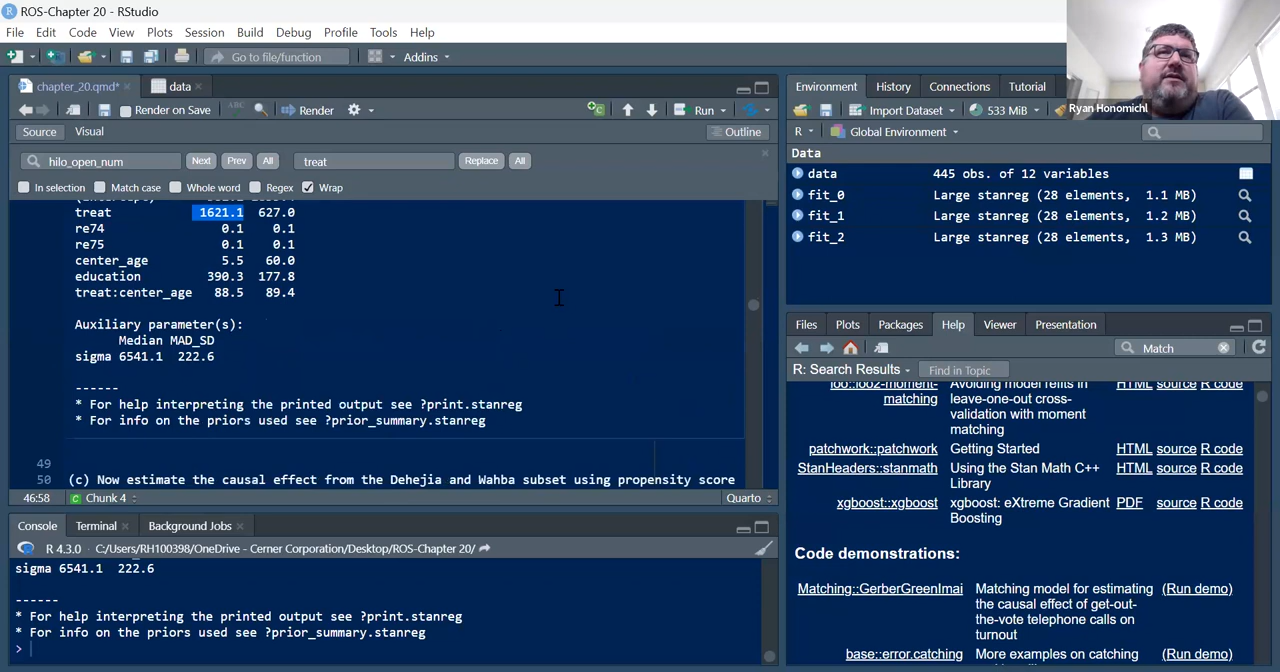 ROS-Chapter 20 - RStudio
File Edit Code View Plots Session Build Debug Profile Tools Help
Go to file/function Addins
chapter_20.qmd* data
Render on Save ABC Render Run
Source Visual Outline
hilo_open_num Next Prev All treat Replace All
In selection Match case Whole word Regex Wrap
treat 1621.1 627.0
re74 0.1 0.1
re75 0.1 0.1
center_age 5.5 60.0
education 390.3 177.8
treat:center_age 88.5 89.4
Auxiliary parameter(s):
Median MAD_SD
sigma 6541.1 222.6
------
* For help interpreting the printed output see ?print.stanreg
* For info on the priors used see ?prior_summary.stanreg
49
50 (c) Now estimate the causal effect from the Dehejia and Wahba subset using propensity score
46:58 Chunk 4 Quarto
Console Terminal Background Jobs
R 4.3.0 · C:/Users/RH100398/OneDrive - Cerner Corporation/Desktop/ROS-Chapter 20/
sigma 6541.1 222.6
------
* For help interpreting the printed output see ?print.stanreg
* For info on the priors used see ?prior_summary.stanreg
>
Environment History Connections Tutorial
Import Dataset 533 MiB
Ryan Honomichl
R Global Environment
Data
data 445 obs. of 12 variables
fit_0 Large stanreg (28 elements, 1.1 MB)
fit_1 Large stanreg (28 elements, 1.2 MB)
fit_2 Large stanreg (28 elements, 1.3 MB)
Files Plots Packages Help Viewer Presentation
Match
R: Search Results Find in Topic
loo::loo2-moment-matching Avoiding model refits in leave-one-out cross-validation with moment matching HTML source R code
patchwork::patchwork Getting Started HTML source R code
StanHeaders::stanmath Using the Stan Math C++ Library HTML source R code
xgboost::xgboost xgboost: eXtreme Gradient Boosting PDF source R code
Code demonstrations:
Matching::GerberGreenImai Matching model for estimating the causal effect of get-out-the-vote telephone calls on turnout (Run demo)
base::error.catching More examples on catching (Run demo)